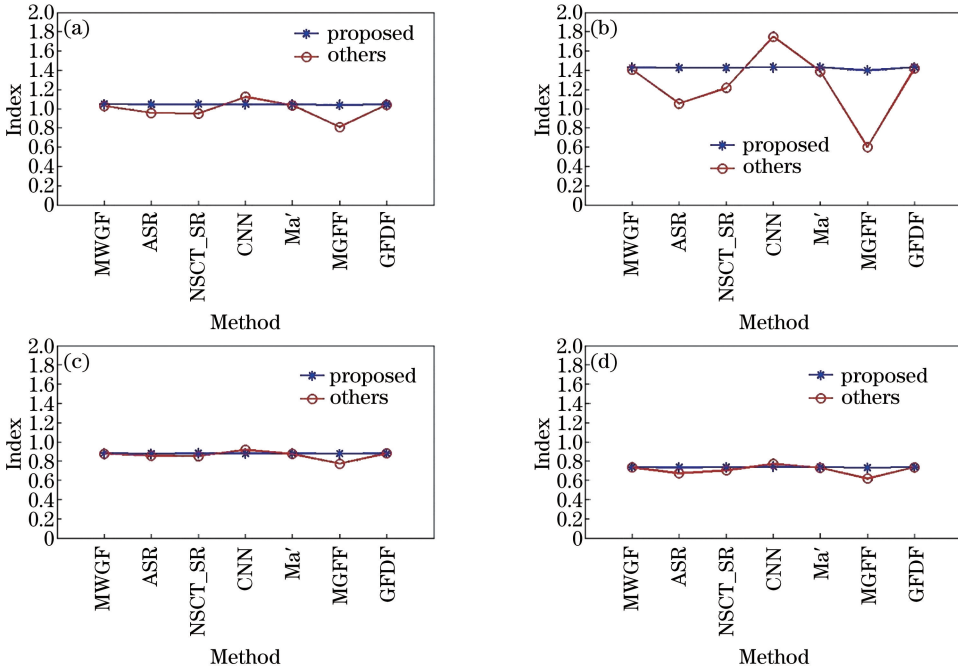 (a)
proposed
others
Index
2.0
1.8
1.6
1.4
1.2
1.0
0.8
0.6
0.4
0.2
0
MWGF
ASR
NSCT_SR
CNN
Ma′
MGFF
GFDF
Method
(b)
proposed
others
Index
2.0
1.8
1.6
1.4
1.2
1.0
0.8
0.6
0.4
0.2
0
MWGF
ASR
NSCT_SR
CNN
Ma′
MGFF
GFDF
Method
(c)
proposed
others
Index
2.0
1.8
1.6
1.4
1.2
1.0
0.8
0.6
0.4
0.2
0
MWGF
ASR
NSCT_SR
CNN
Ma′
MGFF
GFDF
Method
(d)
proposed
others
Index
2.0
1.8
1.6
1.4
1.2
1.0
0.8
0.6
0.4
0.2
0
MWGF
ASR
NSCT_SR
CNN
Ma′
MGFF
GFDF
Method